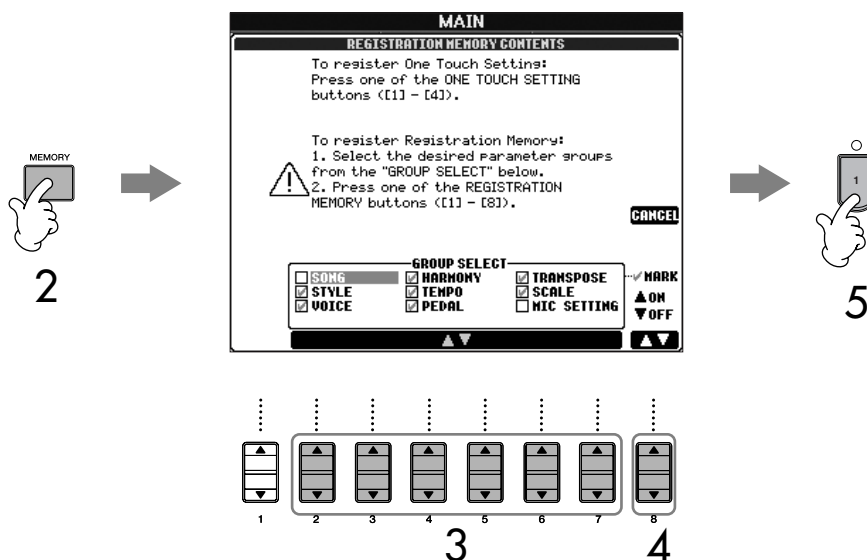 MAIN
REGISTRATION MEMORY CONTENTS
To register One Touch Setting:
Press one of the ONE TOUCH SETTING
buttons ([1] – [4]).
To register Registration Memory:
1. Select the desired parameter groups
from the "GROUP SELECT" below.
2. Press one of the REGISTRATION
MEMORY buttons ([1] – [8]).
CANCEL
GROUP SELECT
SONG HARMONY TRANSPOSE MARK
STYLE TEMPO SCALE ▲ON
VOICE PEDAL MIC SETTING ▼OFF
MEMORY
2
1
5
1 2 3 4 5 6 7 8
3 4